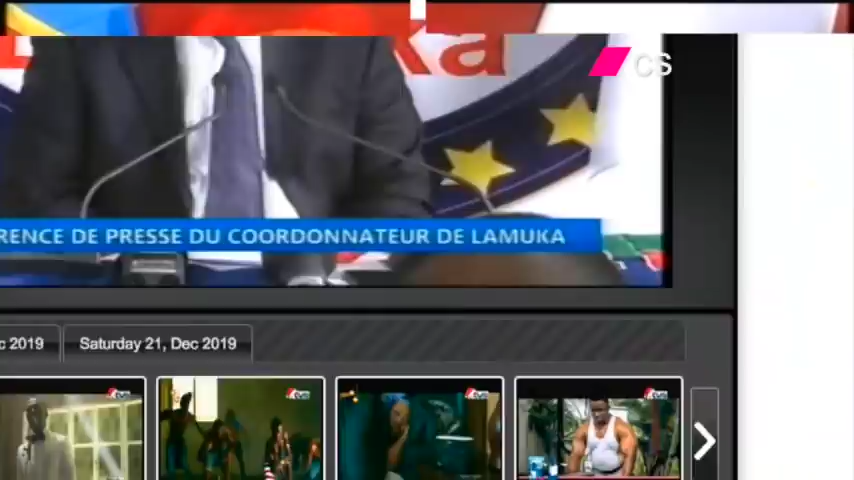 ka
CS
RENCE DE PRESSE DU COORDONNATEUR DE LAMUKA
c 2019
Saturday 21, Dec 2019